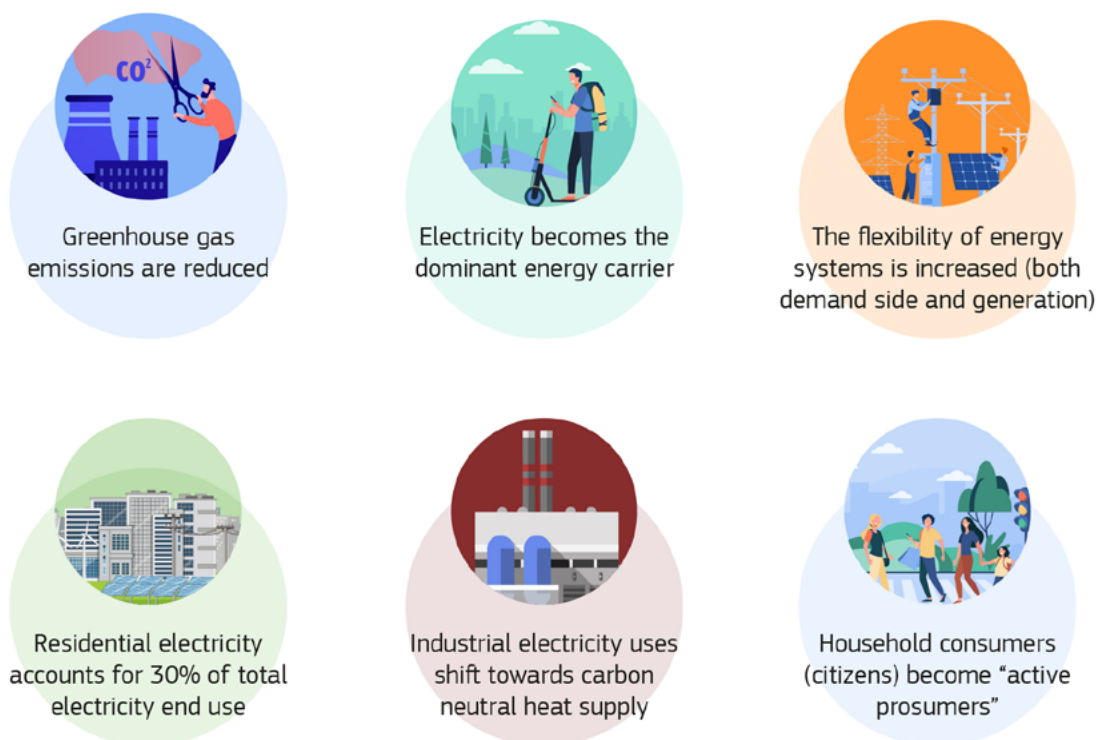 CO²
Greenhouse gas
emissions are reduced
Electricity becomes the
dominant energy carrier
The flexibility of energy
systems is increased (both
demand side and generation)
Residential electricity
accounts for 30% of total
electricity end use
Industrial electricity uses
shift towards carbon
neutral heat supply
Household consumers
(citizens) become “active
prosumers”